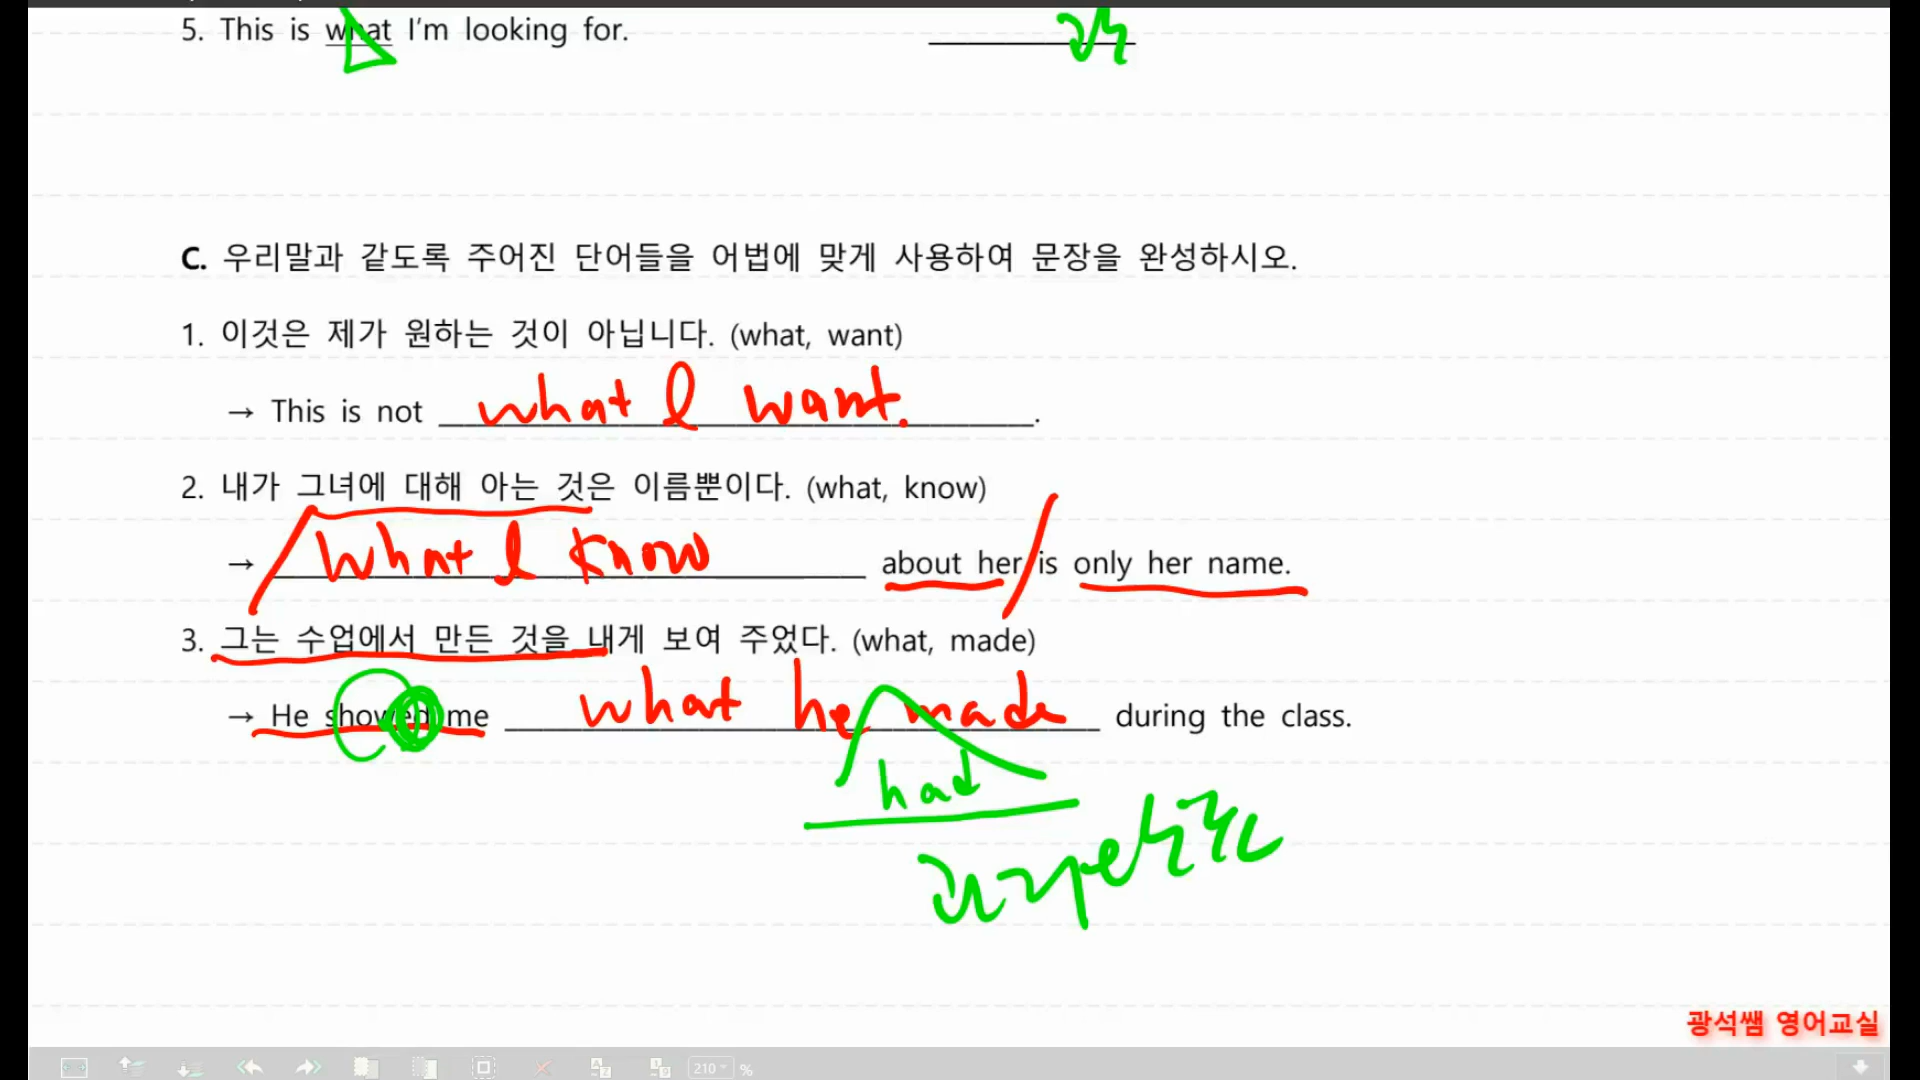 5. This is what I'm looking for.
C. 우리말과 같도록 주어진 단어들을 어법에 맞게 사용하여 문장을 완성하시오.
1. 이것은 제가 원하는 것이 아닙니다. (what, want)
→ This is not what I want.
2. 내가 그녀에 대해 아는 것은 이름뿐이다. (what, know)
→ what I know about her is only her name.
3. 그는 수업에서 만든 것을 내게 보여 주었다. (what, made)
→ He showed me what he made during the class.
had
광석쌤 영어교실
210 %